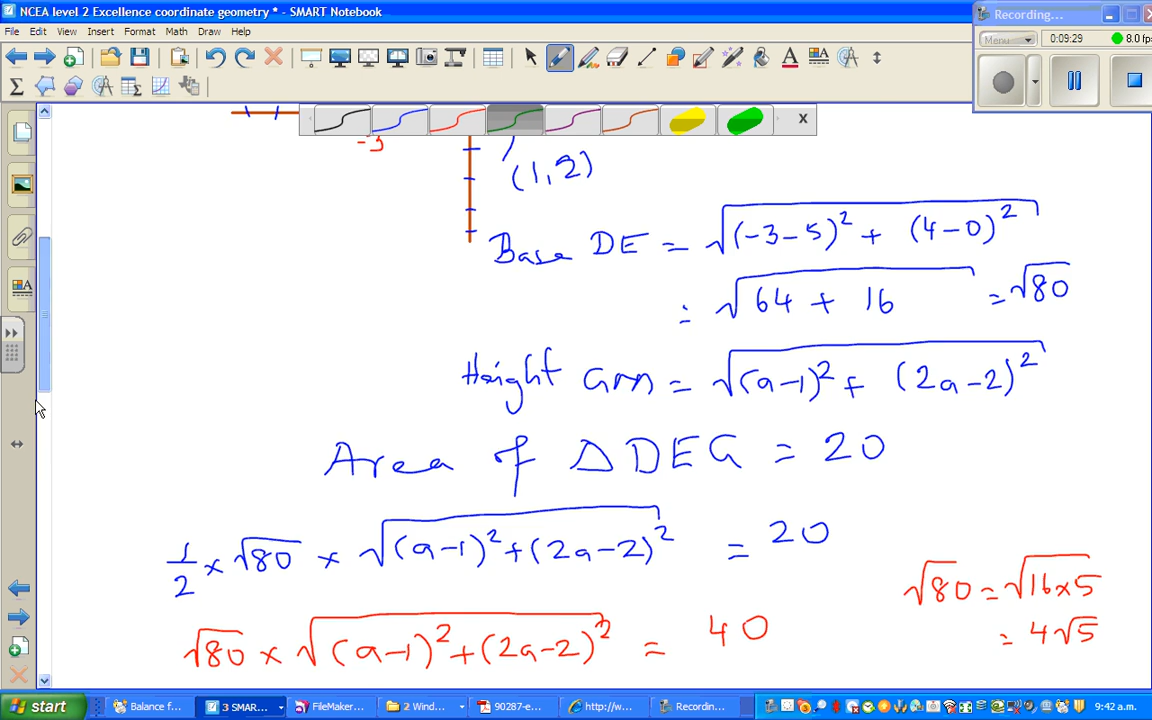 NCEA level 2 Excellence coordinate geometry * - SMART Notebook
Recording...
File Edit View Insert Format Math Draw Help
Menu
0:09:29
8.0 fp
-3
(1,2)
Base DE = √(-3-5)² + (4-0)²
= √64 + 16 = √80
Height Gm = √(a-1)² + (2a-2)²
Area of Δ DEG = 20
1/2 × √80 × √(a-1)²+(2a-2)² = 20
√80 = √16×5
= 4√5
√80 × √(a-1)²+(2a-2)² = 40
start
Balance f...
3 SMAR...
FileMaker...
2 Wind...
90287-e...
http://w...
Recordin...
9:42 a.m.